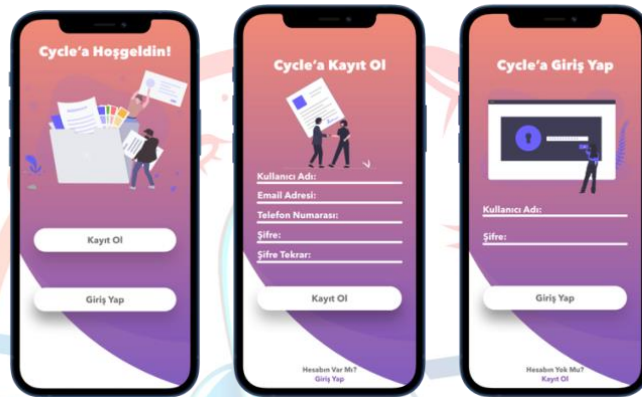 Cycle'a Hoşgeldin!
Kayıt Ol
Giriş Yap
Cycle'a Kayıt Ol
Kullanıcı Adı:
Email Adresi:
Telefon Numarası:
Şifre:
Şifre Tekrar:
Kayıt Ol
Hesabın Var Mı?
Giriş Yap
Cycle'a Giriş Yap
Kullanıcı Adı:
Şifre:
Giriş Yap
Hesabın Yok Mu?
Kayıt Ol